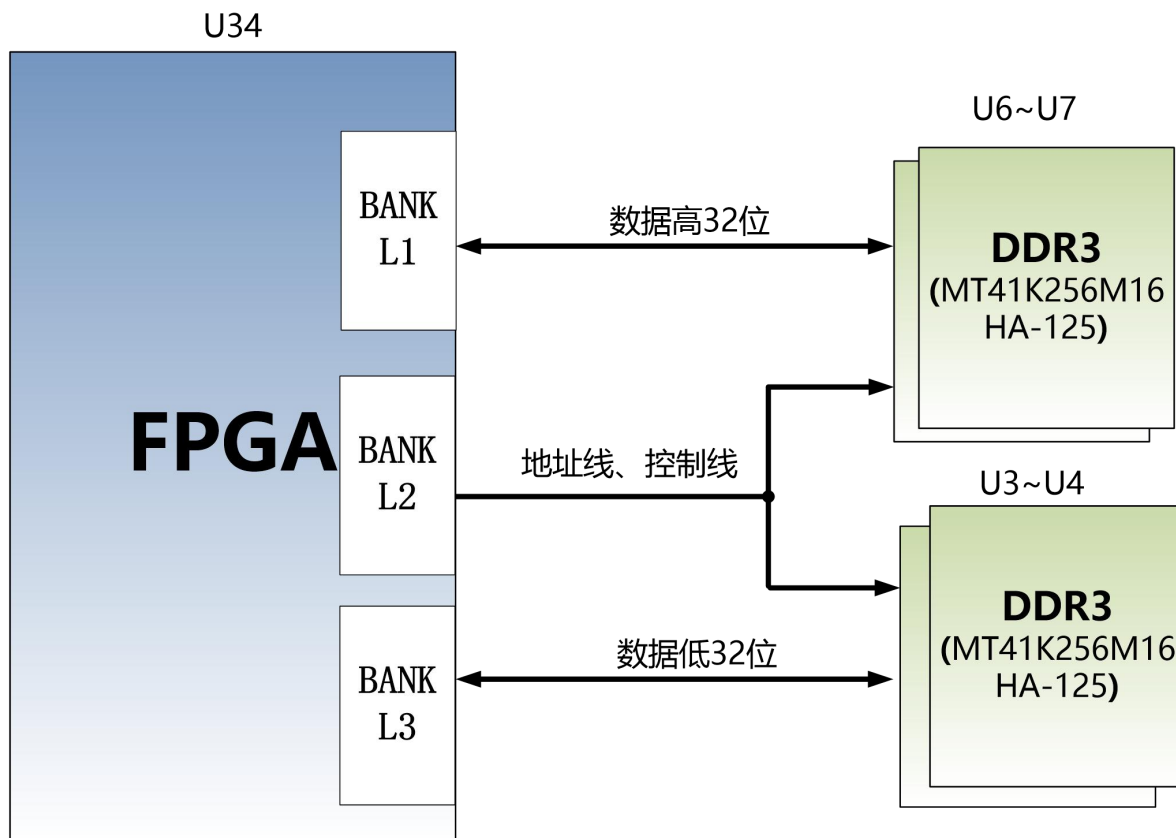 U34
U6~U7
BANK
L1
数据高32位
DDR3
(MT41K256M16
HA-125)
FPGA
BANK
L2
地址线、控制线
U3~U4
BANK
L3
数据低32位
DDR3
(MT41K256M16
HA-125)